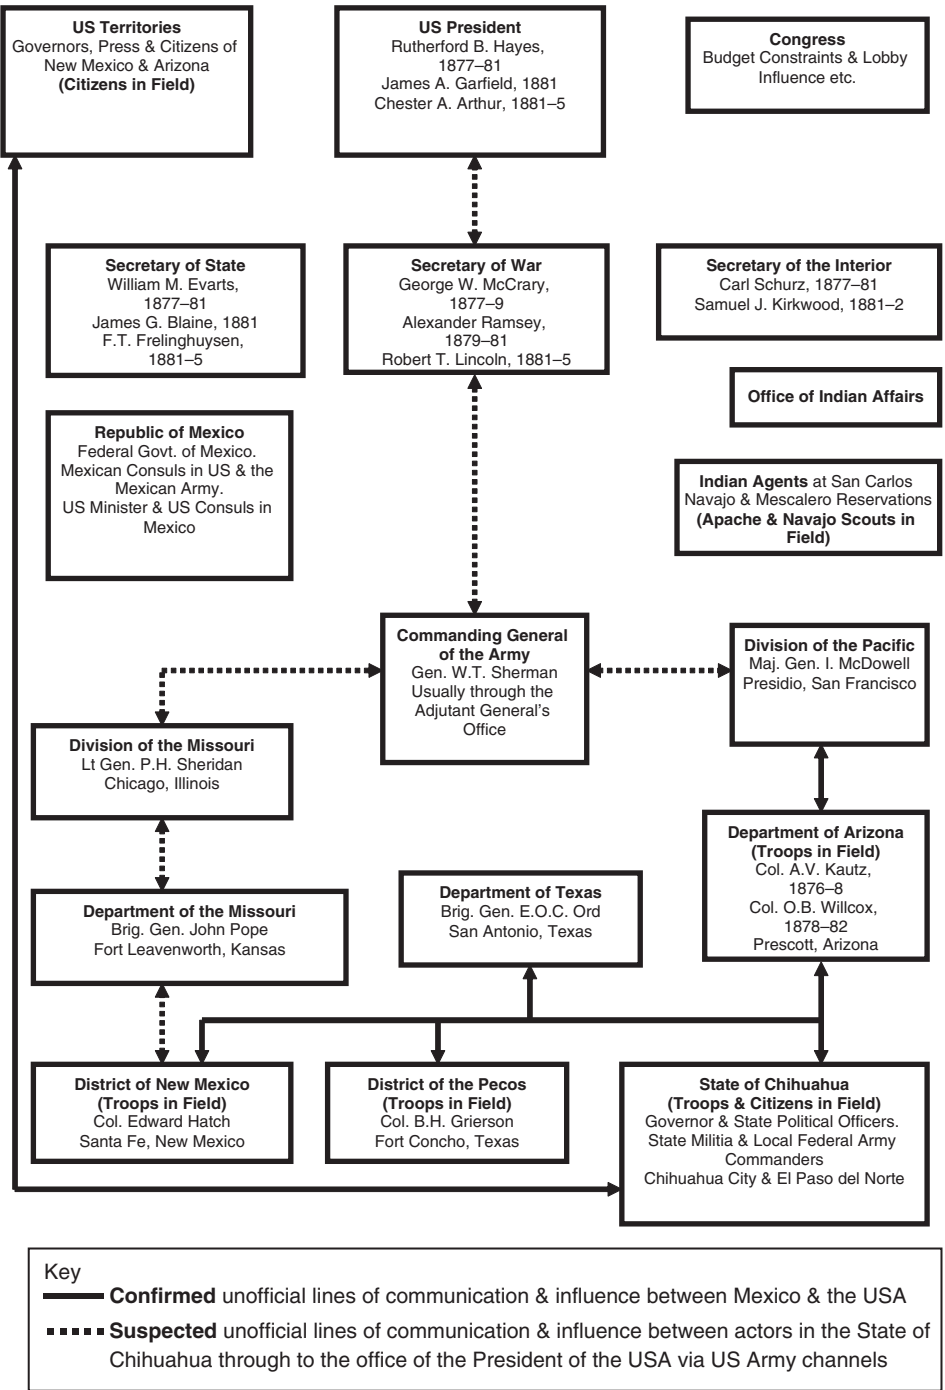 US Territories
Governors, Press & Citizens of
New Mexico & Arizona
(Citizens in Field)
US President
Rutherford B. Hayes,
1877–81
James A. Garfield, 1881
Chester A. Arthur, 1881–5
Congress
Budget Constraints & Lobby
Influence etc.
Secretary of State
William M. Evarts,
1877–81
James G. Blaine, 1881
F.T. Frelinghuysen,
1881–5
Secretary of War
George W. McCrary,
1877–9
Alexander Ramsey,
1879–81
Robert T. Lincoln, 1881–5
Secretary of the Interior
Carl Schurz, 1877–81
Samuel J. Kirkwood, 1881–2
Office of Indian Affairs
Republic of Mexico
Federal Govt. of Mexico.
Mexican Consuls in US & the
Mexican Army.
US Minister & US Consuls in
Mexico
Indian Agents at San Carlos
Navajo & Mescalero Reservations
(Apache & Navajo Scouts in
Field)
Commanding General
of the Army
Gen. W.T. Sherman
Usually through the
Adjutant General's
Office
Division of the Pacific
Maj. Gen. I. McDowell
Presidio, San Francisco
Division of the Missouri
Lt Gen. P.H. Sheridan
Chicago, Illinois
Department of Arizona
(Troops in Field)
Col. A.V. Kautz,
1876–8
Col. O.B. Willcox,
1878–82
Prescott, Arizona
Department of the Missouri
Brig. Gen. John Pope
Fort Leavenworth, Kansas
Department of Texas
Brig. Gen. E.O.C. Ord
San Antonio, Texas
District of New Mexico
(Troops in Field)
Col. Edward Hatch
Santa Fe, New Mexico
District of the Pecos
(Troops in Field)
Col. B.H. Grierson
Fort Concho, Texas
State of Chihuahua
(Troops & Citizens in Field)
Governor & State Political Officers.
State Militia & Local Federal Army
Commanders
Chihuahua City & El Paso del Norte
Key
Confirmed unofficial lines of communication & influence between Mexico & the USA
Suspected unofficial lines of communication & influence between actors in the State of
Chihuahua through to the office of the President of the USA via US Army channels